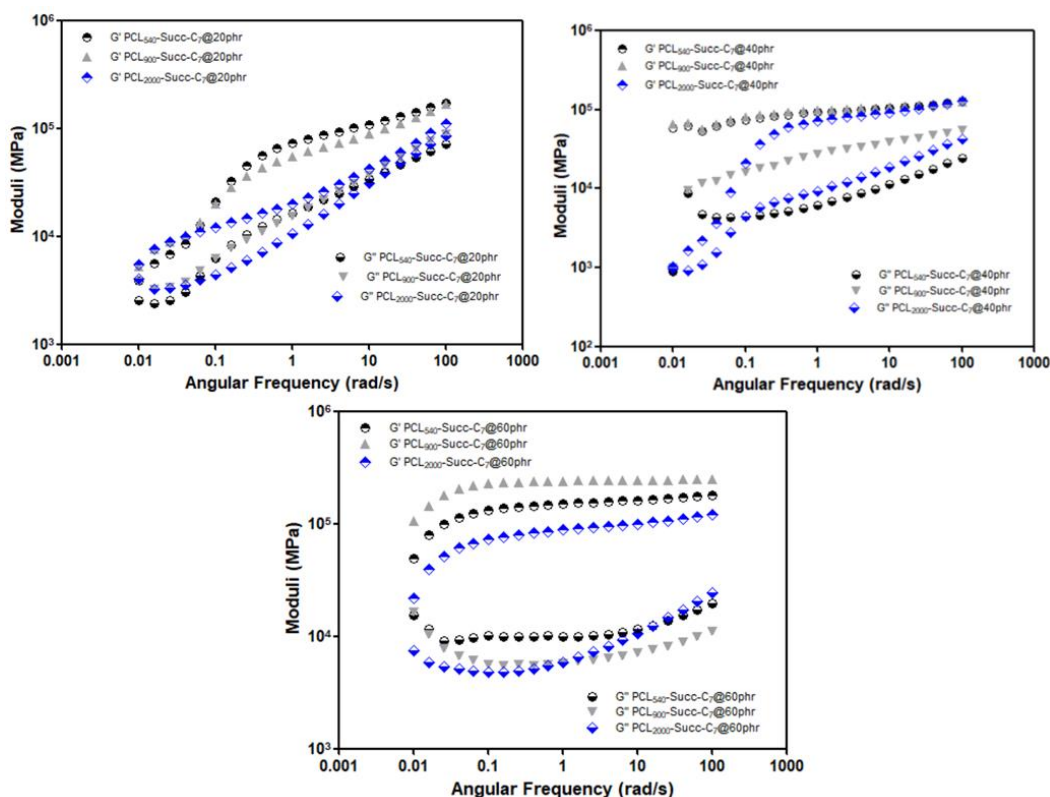 10⁶
10⁵
10⁴
10³
Moduli (MPa)
G' PCL₅₄₀-Succ-C₇@20phr
G' PCL₉₀₀-Succ-C₇@20phr
G' PCL₂₀₀₀-Succ-C₇@20phr
G'' PCL₅₄₀-Succ-C₇@20phr
G'' PCL₉₀₀-Succ-C₇@20phr
G'' PCL₂₀₀₀-Succ-C₇@20phr
0.001 0.01 0.1 1 10 100 1000
Angular Frequency (rad/s)
10⁶
10⁵
10⁴
10³
10²
Moduli (MPa)
G' PCL₅₄₀-Succ-C₇@40phr
G' PCL₉₀₀-Succ-C₇@40phr
G' PCL₂₀₀₀-Succ-C₇@40phr
G'' PCL₅₄₀-Succ-C₇@40phr
G'' PCL₉₀₀-Succ-C₇@40phr
G'' PCL₂₀₀₀-Succ-C₇@40phr
0.001 0.01 0.1 1 10 100 1000
Angular Frequency (rad/s)
10⁶
10⁵
10⁴
10³
Moduli (MPa)
G' PCL₅₄₀-Succ-C₇@60phr
G' PCL₉₀₀-Succ-C₇@60phr
G' PCL₂₀₀₀-Succ-C₇@60phr
G'' PCL₅₄₀-Succ-C₇@60phr
G'' PCL₉₀₀-Succ-C₇@60phr
G'' PCL₂₀₀₀-Succ-C₇@60phr
0.001 0.01 0.1 1 10 100 1000
Angular Frequency (rad/s)